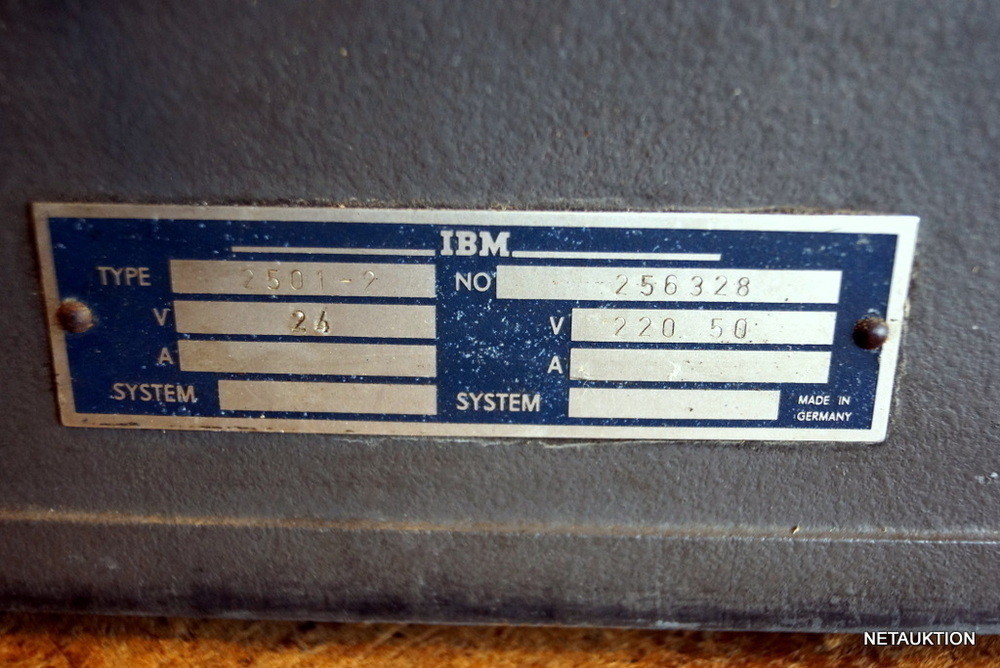 IBM
TYPE 2501-2 NO 256328
V 24 V 220 50
A A
SYSTEM SYSTEM
MADE IN
GERMANY
NETAUKTION